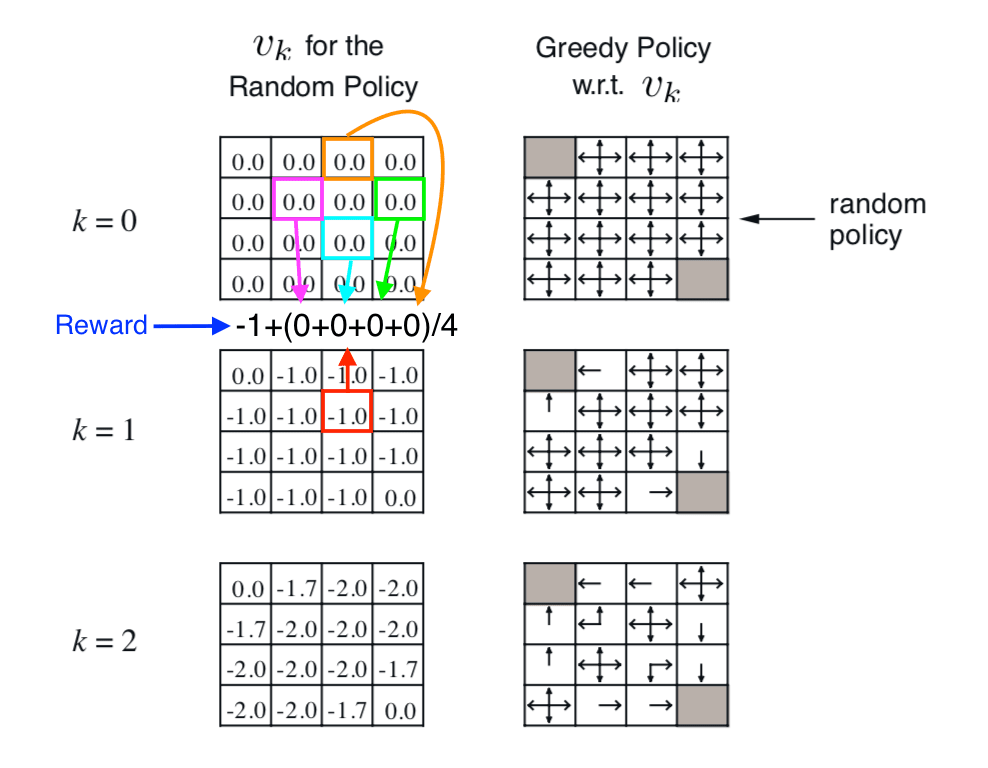 v_k for the
Random Policy
Greedy Policy
w.r.t. v_k
k = 0
0.0 0.0 0.0 0.0
0.0 0.0 0.0 0.0
0.0 0.0 0.0 0.0
0.0 0.0 0.0 0.0
random
policy
Reward
-1+(0+0+0+0)/4
k = 1
0.0 -1.0 -1.0 -1.0
-1.0 -1.0 -1.0 -1.0
-1.0 -1.0 -1.0 -1.0
-1.0 -1.0 -1.0 0.0
k = 2
0.0 -1.7 -2.0 -2.0
-1.7 -2.0 -2.0 -2.0
-2.0 -2.0 -2.0 -1.7
-2.0 -2.0 -1.7 0.0